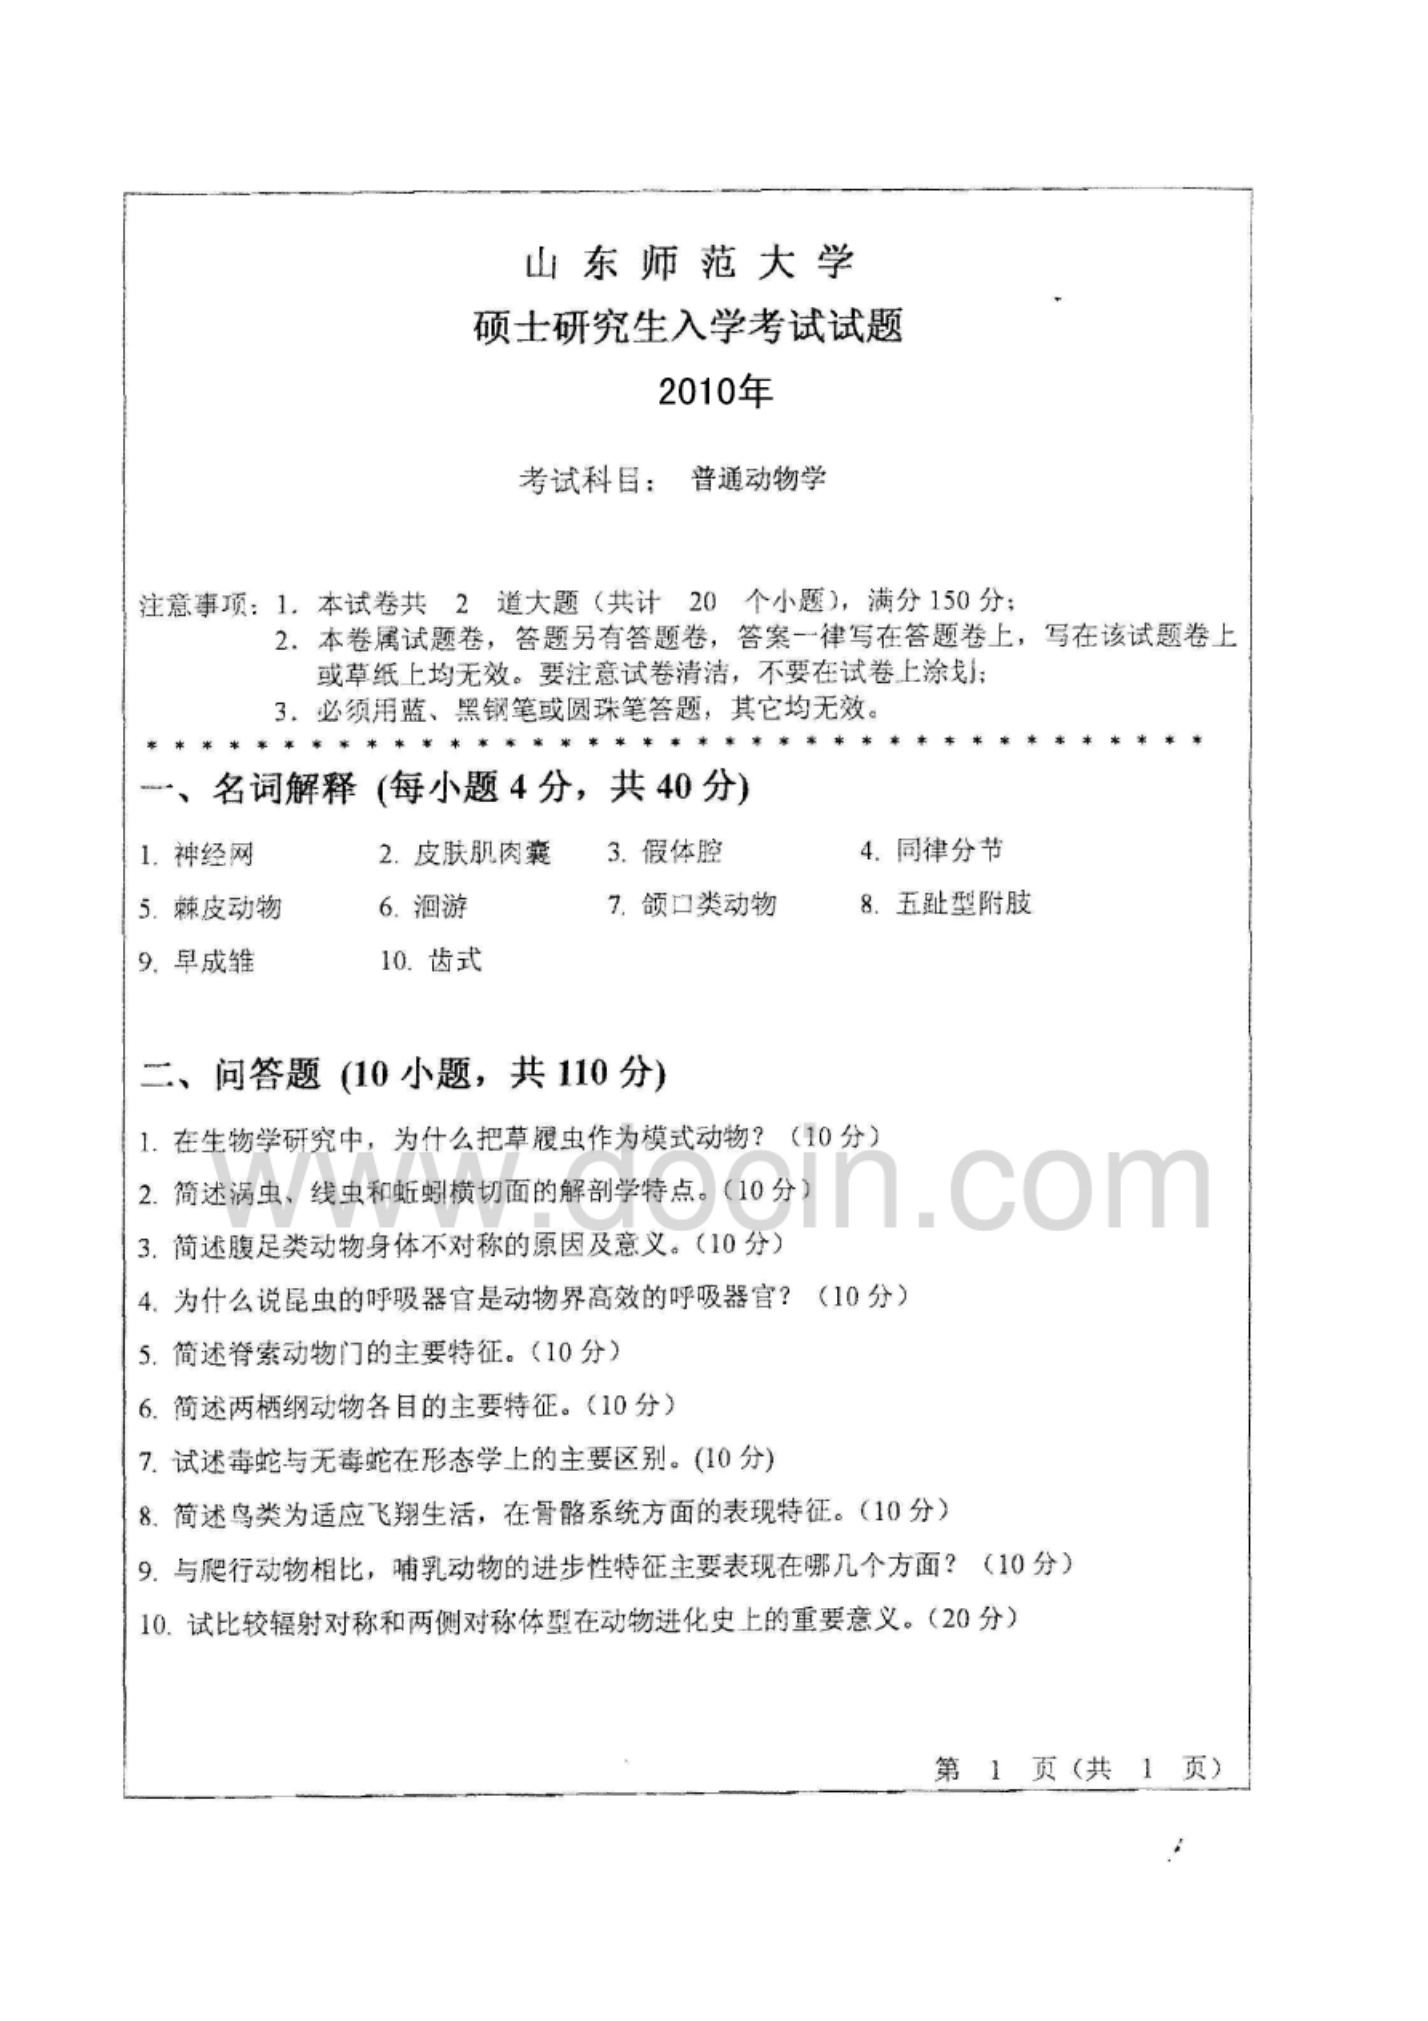 山东师范大学
硕士研究生入学考试试题
2010年
考试科目： 普通动物学
注意事项：1. 本试卷共 2 道大题（共计 20 个小题），满分150分；
2. 本卷属试题卷，答题另有答题卷，答案一律写在答题卷上，写在该试题卷上
或草纸上均无效。要注意试卷清洁，不要在试卷上涂划；
3. 必须用蓝、黑钢笔或圆珠笔答题，其它均无效。
* * * * * * * * * * * * * * * * * * * * * * * * * * * * * * * * * * * * * * *
一、名词解释 (每小题4分，共40分)
1. 神经网 2. 皮肤肌肉囊 3. 假体腔 4. 同律分节
5. 棘皮动物 6. 洄游 7. 颌口类动物 8. 五趾型附肢
9. 早成雏 10. 齿式
二、问答题 (10小题，共110分)
1. 在生物学研究中，为什么把草履虫作为模式动物？（10分）
www.docin.com
2. 简述涡虫、线虫和蚯蚓横切面的解剖学特点。（10分）
3. 简述腹足类动物身体不对称的原因及意义。（10分）
4. 为什么说昆虫的呼吸器官是动物界高效的呼吸器官？（10分）
5. 简述脊索动物门的主要特征。（10分）
6. 简述两栖纲动物各目的主要特征。（10分）
7. 试述毒蛇与无毒蛇在形态学上的主要区别。(10分)
8. 简述鸟类为适应飞翔生活，在骨骼系统方面的表现特征。（10分）
9. 与爬行动物相比，哺乳动物的进步性特征主要表现在哪几个方面？（10分）
10. 试比较辐射对称和两侧对称体型在动物进化史上的重要意义。（20分）
第 1 页（共 1 页）